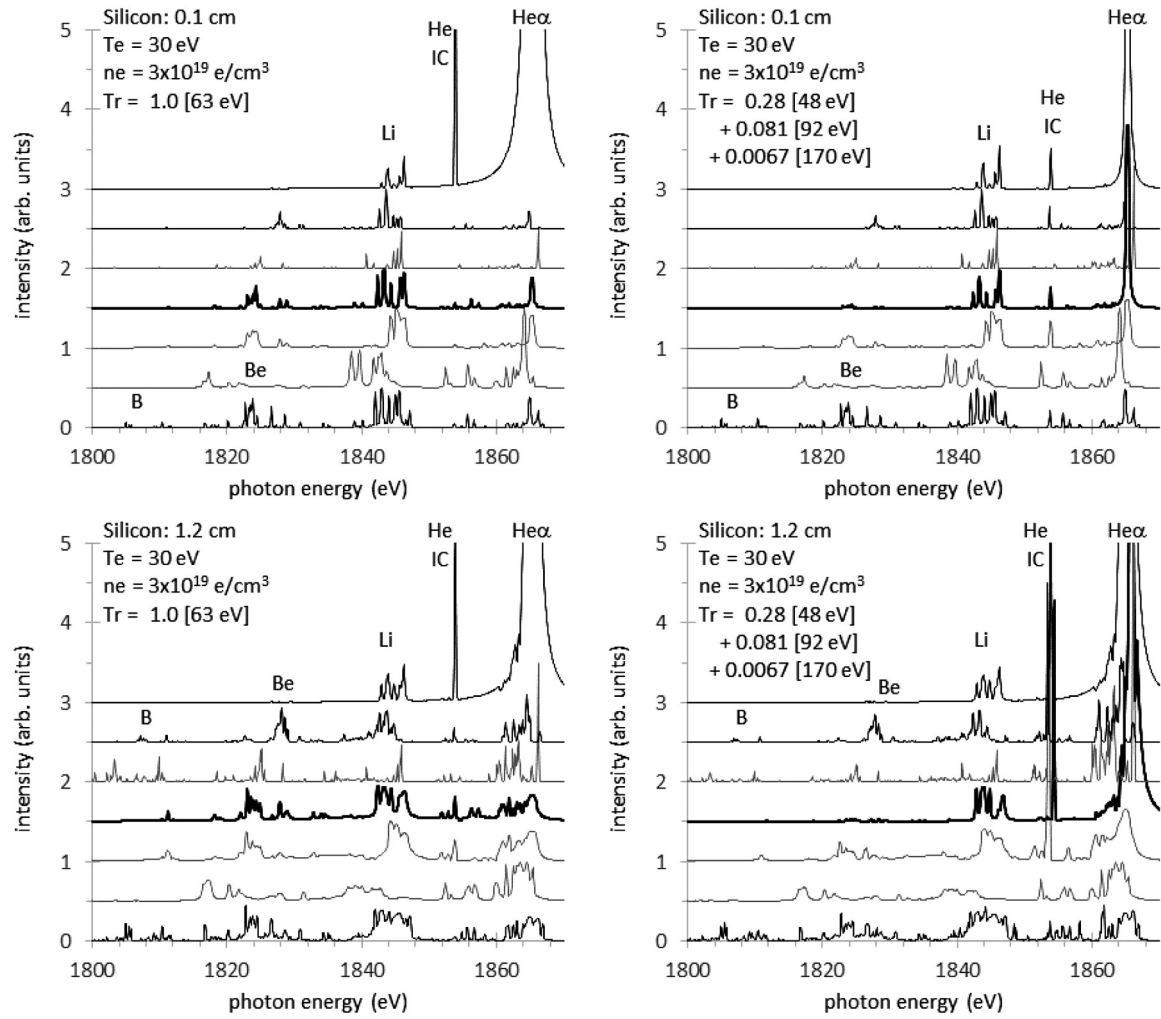 Silicon: 0.1 cm
Te = 30 eV
ne = 3x10¹⁹ e/cm³
Tr = 1.0 [63 eV]
He
IC
Heα
Li
Be
B
5
4
3
2
1
0
intensity (arb. units)
1800 1820 1840 1860
photon energy (eV)
Silicon: 0.1 cm
Te = 30 eV
ne = 3x10¹⁹ e/cm³
Tr = 0.28 [48 eV]
+ 0.081 [92 eV]
+ 0.0067 [170 eV]
He
IC
Heα
Li
Be
B
5
4
3
2
1
0
intensity (arb. units)
1800 1820 1840 1860
photon energy (eV)
Silicon: 1.2 cm
Te = 30 eV
ne = 3x10¹⁹ e/cm³
Tr = 1.0 [63 eV]
He
IC
Heα
Li
Be
B
5
4
3
2
1
0
intensity (arb. units)
1800 1820 1840 1860
photon energy (eV)
Silicon: 1.2 cm
Te = 30 eV
ne = 3x10¹⁹ e/cm³
Tr = 0.28 [48 eV]
+ 0.081 [92 eV]
+ 0.0067 [170 eV]
He
IC
Heα
Li
Be
B
5
4
3
2
1
0
intensity (arb. units)
1800 1820 1840 1860
photon energy (eV)